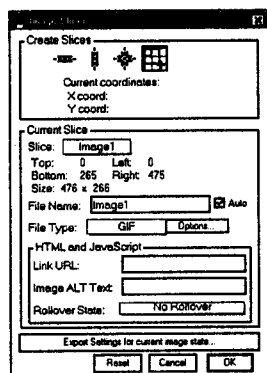 Image Slicer
Create Slices
Current coordinates:
X coord:
Y coord:
Current Slice
Slice: Image1
Top: 0 Left: 0
Bottom: 265 Right: 475
Size: 476 x 266
File Name: Image1 Auto
File Type: GIF Options...
HTML and JavaScript
Link URL:
Image ALT Text:
Rollover State: No Rollover
Export Settings for current image state...
Reset Cancel OK